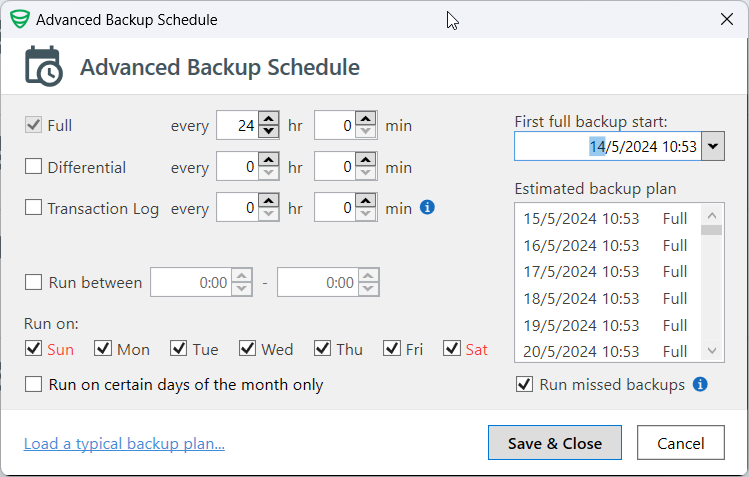 Advanced Backup Schedule
Advanced Backup Schedule
Full every 24 hr 0 min
Differential 0 hr 0 min
Transaction Log every 0 hr 0 min
Run between 0:00 - 0:00
Run on:
Sun Mon Tue Wed Thu Fri Sat
Run on certain days of the month only
First full backup start:
14/5/2024 10:53
Estimated backup plan
15/5/2024 10:53 Full
16/5/2024 10:53 Full
17/5/2024 10:53 Full
18/5/2024 10:53 Full
19/5/2024 10:53 Full
20/5/2024 10:53 Full
Run missed backups
Load a typical backup plan...
Save & Close
Cancel